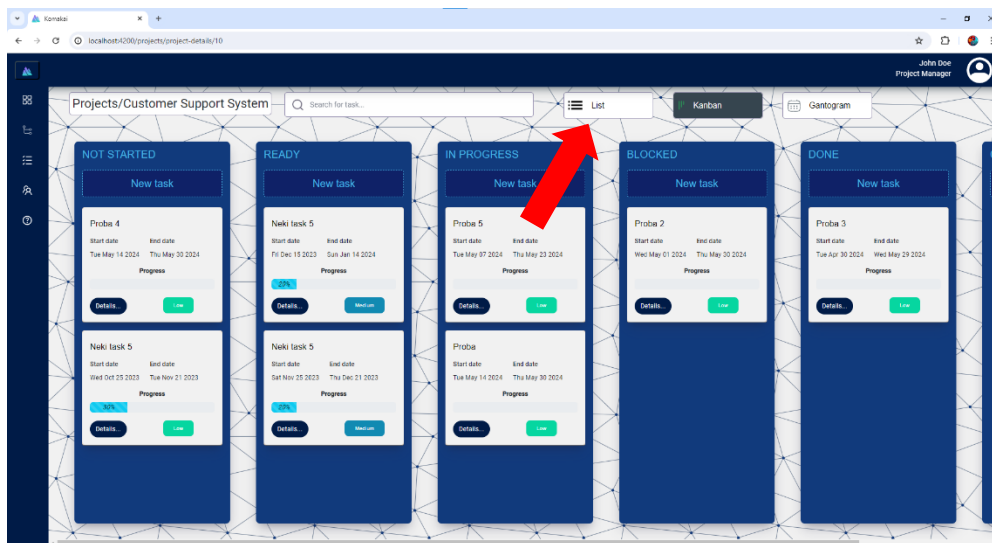 Komakai
localhost:4200/projects/project-details/10
John Doe
Project Manager
Projects/Customer Support System
Search for task...
List
Kanban
Gantogram
NOT STARTED
New task
Proba 4
Start date End date
Tue May 14 2024 Thu May 30 2024
Progress
Details...
Low
Neki task 5
Start date End date
Wed Oct 25 2023 Tue Nov 21 2023
Progress
30%
Details...
Low
READY
New task
Neki task 5
Start date End date
Fri Dec 15 2023 Sun Jan 14 2024
Progress
20%
Details...
Medium
Neki task 5
Start date End date
Sat Nov 25 2023 Thu Dec 21 2023
Progress
20%
Details...
Medium
IN PROGRESS
New task
Proba 5
Start date End date
Tue May 07 2024 Thu May 23 2024
Progress
Details...
Low
Proba
Start date End date
Tue May 14 2024 Thu May 30 2024
Progress
Details...
Low
BLOCKED
New task
Proba 2
Start date End date
Wed May 01 2024 Thu May 30 2024
Progress
Details...
Low
DONE
New task
Proba 3
Start date End date
Tue Apr 30 2024 Wed May 29 2024
Progress
Details...
Low